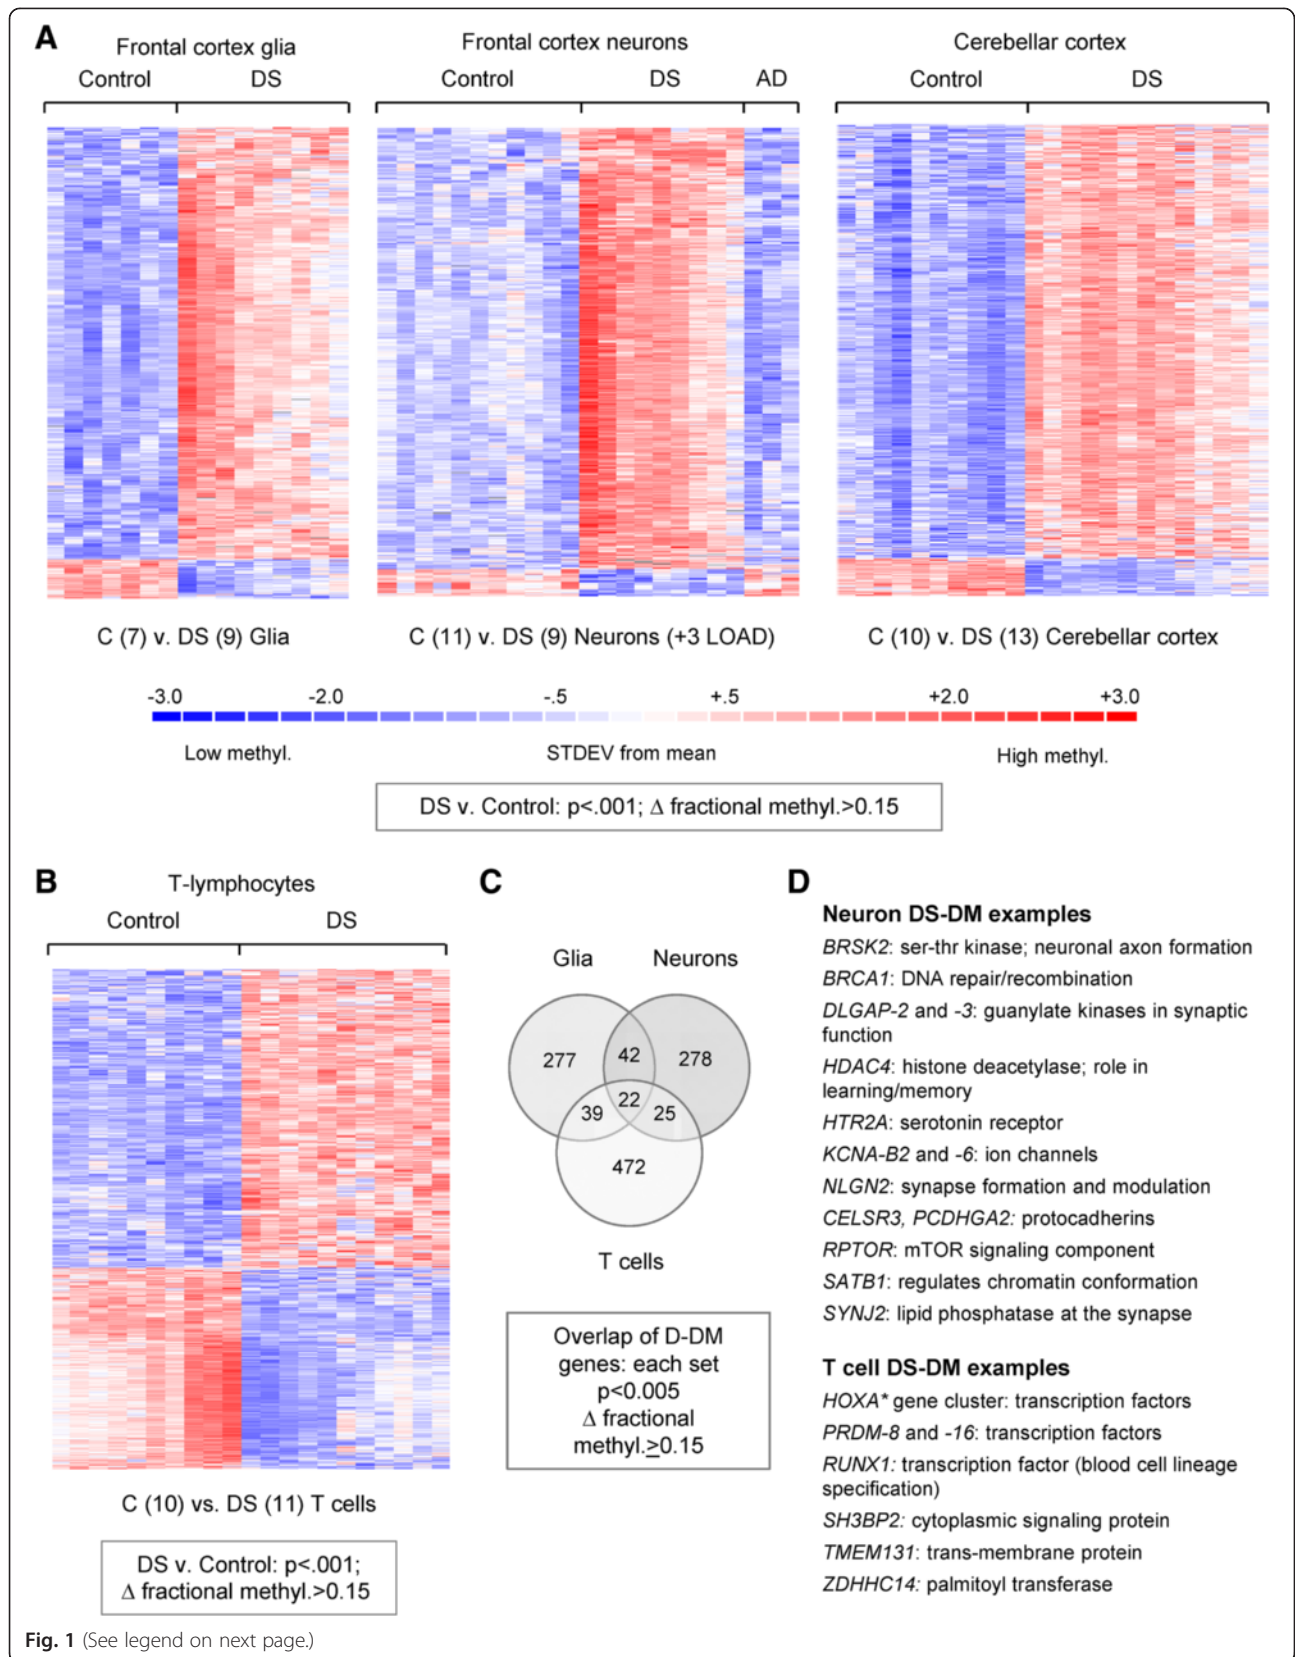 A
Frontal cortex glia
Frontal cortex neurons
Cerebellar cortex
Control
DS
Control
DS
AD
Control
DS
C (7) v. DS (9) Glia
C (11) v. DS (9) Neurons (+3 LOAD)
C (10) v. DS (13) Cerebellar cortex
-3.0
-2.0
-.5
+.5
+2.0
+3.0
Low methyl.
STDEV from mean
High methyl.
DS v. Control: p<.001; Δ fractional methyl.>0.15
B
T-lymphocytes
Control
DS
C (10) vs. DS (11) T cells
DS v. Control: p<.001;
Δ fractional methyl.>0.15
C
Glia
Neurons
277
42
278
22
39
25
472
T cells
Overlap of D-DM
genes: each set
p<0.005
Δ fractional
methyl.≥0.15
D
Neuron DS-DM examples
BRSK2: ser-thr kinase; neuronal axon formation
BRCA1: DNA repair/recombination
DLGAP-2 and -3: guanylate kinases in synaptic
function
HDAC4: histone deacetylase; role in
learning/memory
HTR2A: serotonin receptor
KCNA-B2 and -6: ion channels
NLGN2: synapse formation and modulation
CELSR3, PCDHGA2: protocadherins
RPTOR: mTOR signaling component
SATB1: regulates chromatin conformation
SYNJ2: lipid phosphatase at the synapse
T cell DS-DM examples
HOXA* gene cluster: transcription factors
PRDM-8 and -16: transcription factors
RUNX1: transcription factor (blood cell lineage
specification)
SH3BP2: cytoplasmic signaling protein
TMEM131: trans-membrane protein
ZDHHC14: palmitoyl transferase
Fig. 1 (See legend on next page.)